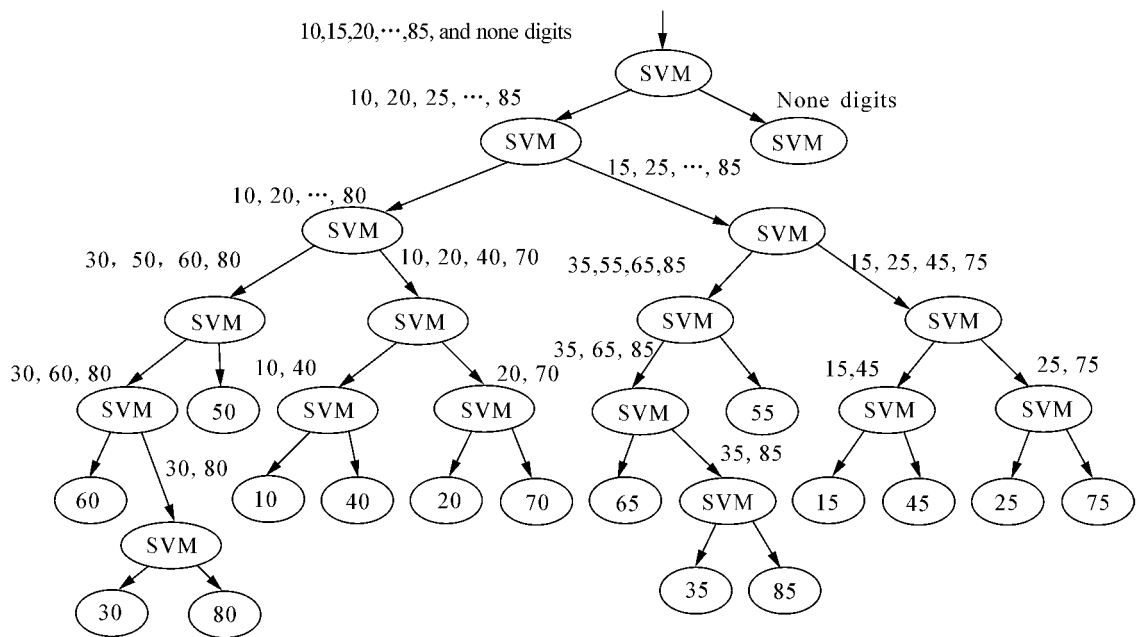 10,15,20,⋯,85, and none digits
SVM
10, 20, 25, ⋯, 85
None digits
SVM
SVM
15, 25, ⋯, 85
10, 20, ⋯, 80
SVM
SVM
30, 50, 60, 80
10, 20, 40, 70
35,55,65,85
15, 25, 45, 75
SVM
SVM
SVM
SVM
30, 60, 80
10, 40
20, 70
35, 65, 85
15,45
25, 75
SVM
50
SVM
SVM
SVM
55
SVM
SVM
30, 80
35, 85
60
10
40
20
70
65
SVM
15
45
25
75
SVM
30
80
35
85